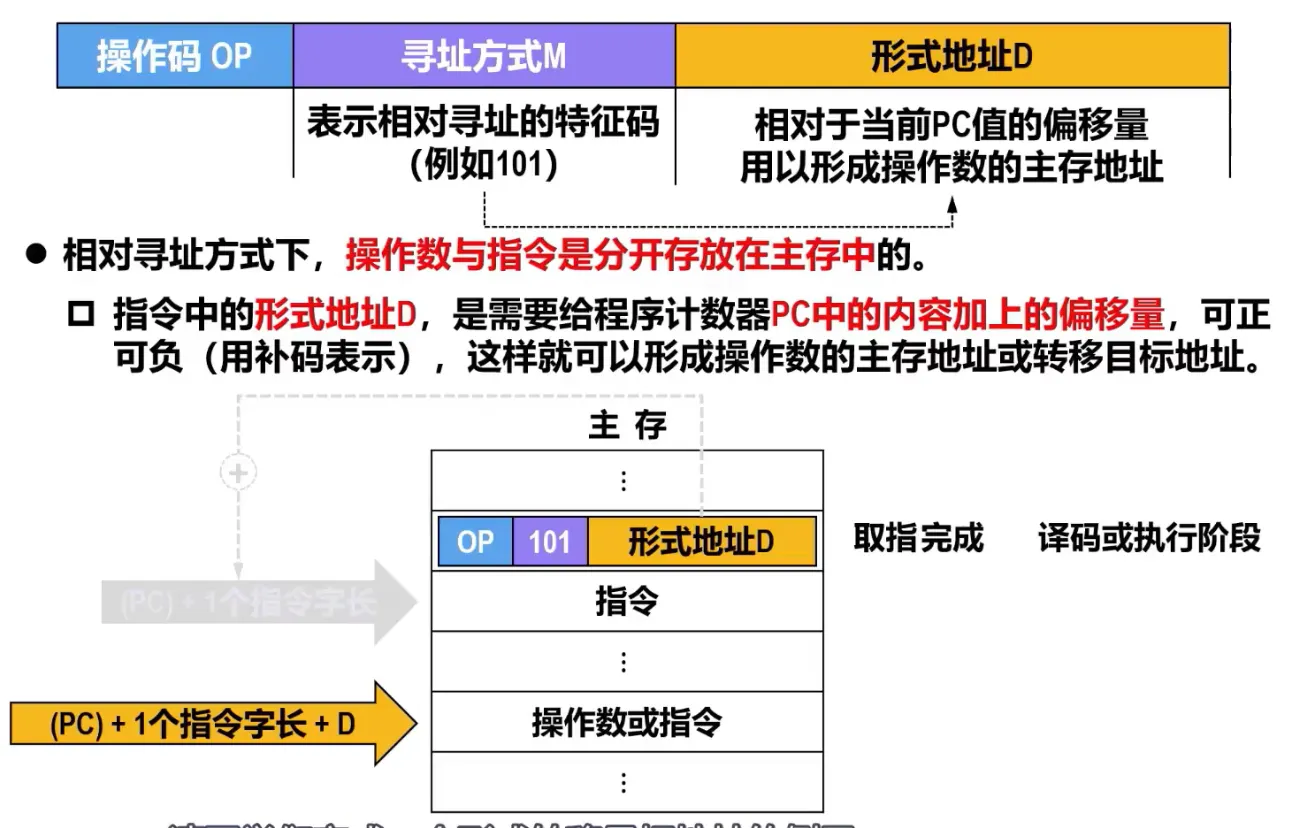 操作码 OP
寻址方式M
形式地址D
表示相对寻址的特征码
（例如101）
相对于当前PC值的偏移量
用以形成操作数的主存地址
● 相对寻址方式下，操作数与指令是分开存放在主存中的。
指令中的形式地址D，是需要给程序计数器PC中的内容加上的偏移量，可正
可负（用补码表示），这样就可以形成操作数的主存地址或转移目标地址。
主 存
⋮
OP 101 形式地址D
取指完成 译码或执行阶段
(PC) + 1个指令字长
指令
⋮
(PC) + 1个指令字长 + D
操作数或指令
⋮